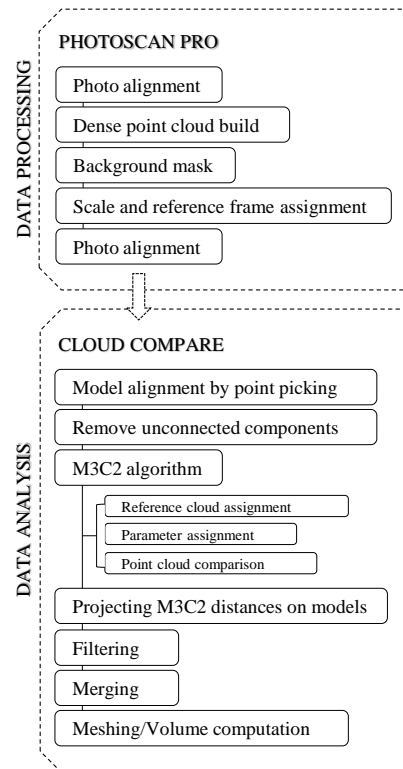 DATA PROCESSING
PHOTOSCAN PRO
Photo alignment
Dense point cloud build
Background mask
Scale and reference frame assignment
Photo alignment
DATA ANALYSIS
CLOUD COMPARE
Model alignment by point picking
Remove unconnected components
M3C2 algorithm
Reference cloud assignment
Parameter assignment
Point cloud comparison
Projecting M3C2 distances on models
Filtering
Merging
Meshing/Volume computation